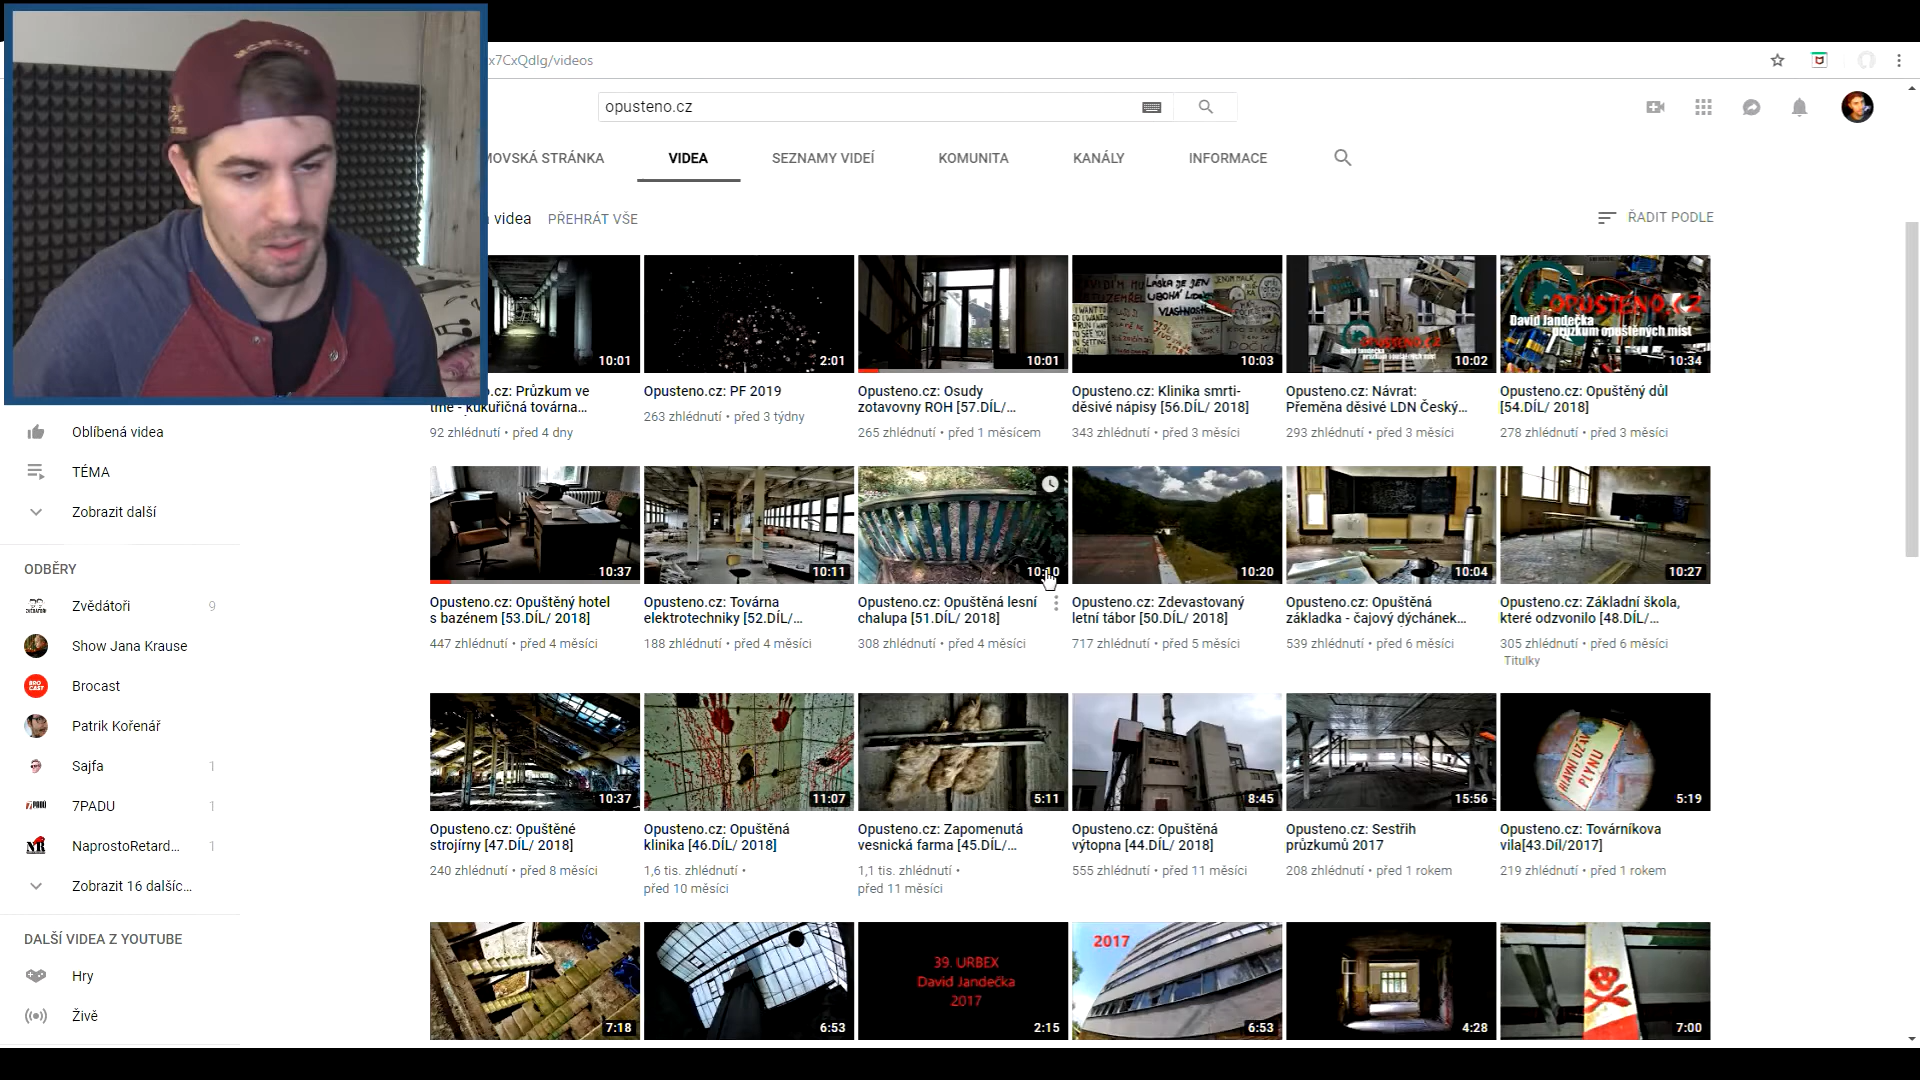 x7CxQdlg/videos
opusteno.cz
MOVSKÁ STRÁNKA
VIDEA
SEZNAMY VIDEÍ
KOMUNITA
KANÁLY
INFORMACE
videa
PŘEHRÁT VŠE
ŘADIT PODLE
10:01
2:01
10:01
10:03
10:02
OPUSTENO.CZ
David Jandečka
průzkum opuštěných míst
10:34
o.cz: Průzkum ve
tmě - kukuřičná továrna...
92 zhlédnutí • před 4 dny
Opusteno.cz: PF 2019
263 zhlédnutí • před 3 týdny
Opusteno.cz: Osudy
zotavovny ROH [57.DÍL/...
265 zhlédnutí • před 1 měsícem
Opusteno.cz: Klinika smrti-
děsivé nápisy [56.DÍL/ 2018]
343 zhlédnutí • před 3 měsíci
Opusteno.cz: Návrat:
Přeměna děsivé LDN Český...
293 zhlédnutí • před 3 měsíci
Opusteno.cz: Opuštěný důl
[54.DÍL/ 2018]
278 zhlédnutí • před 3 měsíci
Oblíbená videa
TÉMA
Zobrazit další
10:37
10:11
10:10
10:20
10:04
10:27
Opusteno.cz: Opuštěný hotel
s bazénem [53.DÍL/ 2018]
447 zhlédnutí • před 4 měsíci
Opusteno.cz: Továrna
elektrotechniky [52.DÍL/...
188 zhlédnutí • před 4 měsíci
Opusteno.cz: Opuštěná lesní
chalupa [51.DÍL/ 2018]
308 zhlédnutí • před 4 měsíci
Opusteno.cz: Zdevastovaný
letní tábor [50.DÍL/ 2018]
717 zhlédnutí • před 5 měsíci
Opusteno.cz: Opuštěná
základka - čajový dýchánek...
539 zhlédnutí • před 6 měsíci
Opusteno.cz: Základní škola,
které odzvonilo [48.DÍL/...
305 zhlédnutí • před 6 měsíci
Titulky
ODBĚRY
Zvědátoři 9
Show Jana Krause
Brocast
Patrik Kořenář
Sajfa 1
7PADU 1
NaprostoRetard... 1
Zobrazit 16 dalšíc...
10:37
11:07
5:11
8:45
15:56
HLAVNÍ UZÁV
PLYNU
5:19
Opusteno.cz: Opuštěné
strojírny [47.DÍL/ 2018]
240 zhlédnutí • před 8 měsíci
Opusteno.cz: Opuštěná
klinika [46.DÍL/ 2018]
1,6 tis. zhlédnutí •
před 10 měsíci
Opusteno.cz: Zapomenutá
vesnická farma [45.DÍL/...
1,1 tis. zhlédnutí •
před 11 měsíci
Opusteno.cz: Opuštěná
výtopna [44.DÍL/ 2018]
555 zhlédnutí • před 11 měsíci
Opusteno.cz: Sestřih
průzkumů 2017
208 zhlédnutí • před 1 rokem
Opusteno.cz: Továrníkova
vila[43.Díl/2017]
219 zhlédnutí • před 1 rokem
DALŠÍ VIDEA Z YOUTUBE
Hry
Živě
7:18
6:53
39. URBEX
David Jandečka
2017
2:15
2017
6:53
4:28
7:00